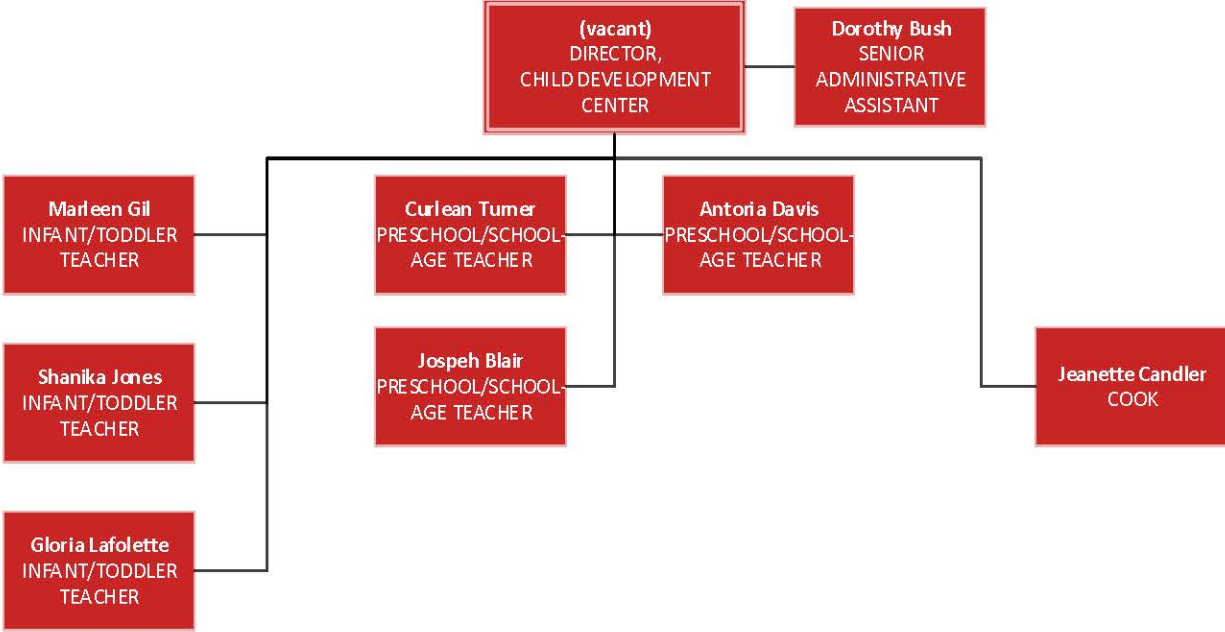 (vacant)
DIRECTOR,
CHILD DEVELOPMENT
CENTER
Dorothy Bush
SENIOR
ADMINISTRATIVE
ASSISTANT
Marleen Gil
INFANT/TODDLER
TEACHER
Curlean Turner
PRESCHOOL/SCHOOL-
AGE TEACHER
Antoria Davis
PRESCHOOL/SCHOOL-
AGE TEACHER
Shanika Jones
INFANT/TODDLER
TEACHER
Jospeh Blair
PRESCHOOL/SCHOOL-
AGE TEACHER
Jeanette Candler
COOK
Gloria Lafolette
INFANT/TODDLER
TEACHER